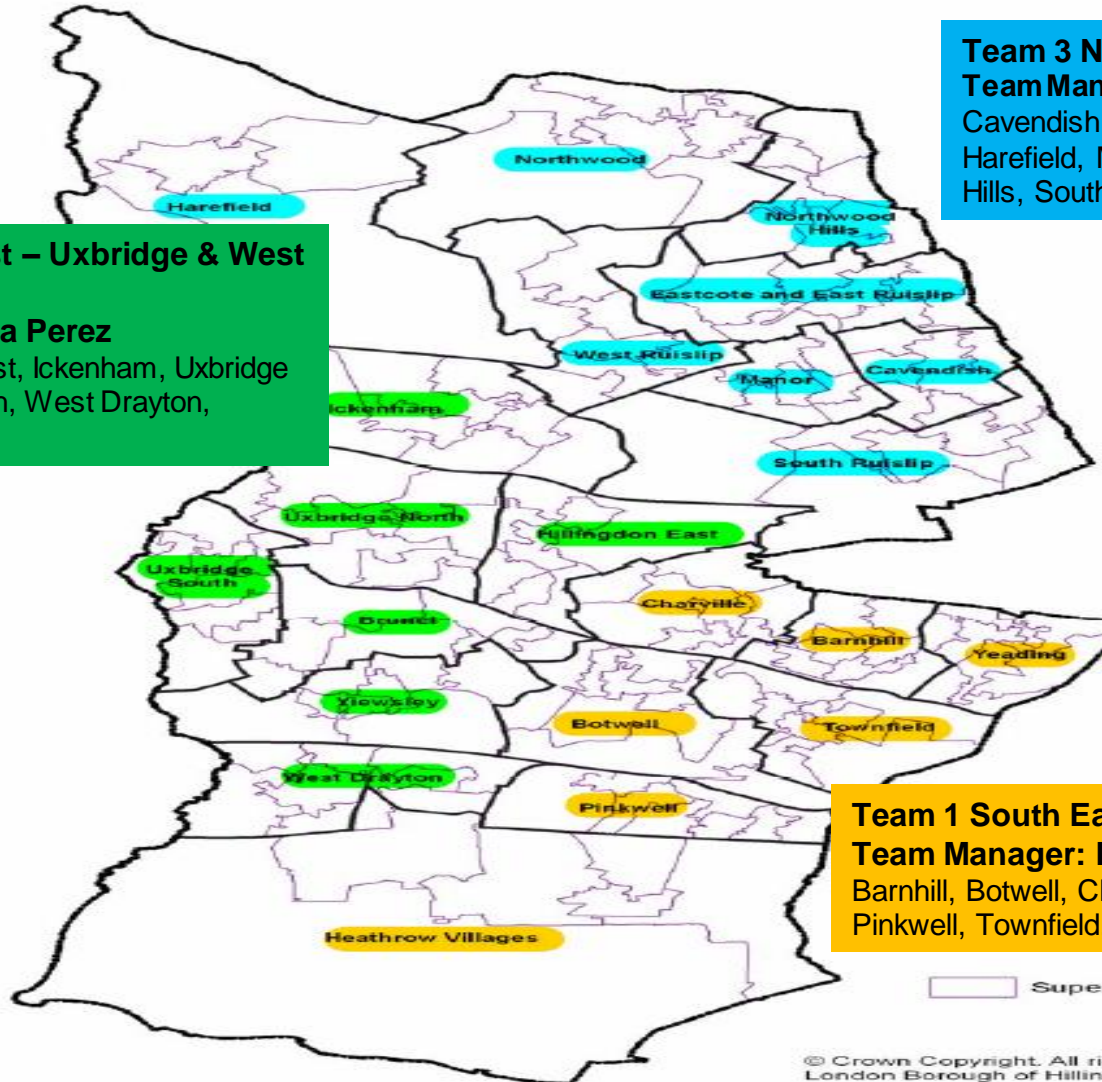 Team 3 N
Team Man
Cavendish
Harefield, 
Hills, South
Northwood
Harefield
Northwood
Hills
st – Uxbridge & West
a Perez
st, Ickenham, Uxbridge
n, West Drayton,
Eastcote and East Ruislip
West Ruislip
Manor
Cavendish
Ickenham
South Ruislip
Uxbridge North
Hillingdon East
Uxbridge
South
Charville
Brunel
Barnhill
Yeading
Yiewsley
Botwell
Townfield
West Drayton
Pinkwell
Team 1 South Ea
Team Manager: 
Barnhill, Botwell, Ch
Pinkwell, Townfield
Heathrow Villages
Supe
© Crown Copyright. All ri
London Borough of Hillin